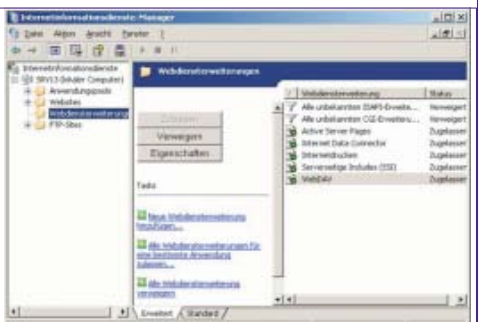 Internetinformationsdienste-Manager
Datei Aktion Ansicht Fenster ?
Internetinformationsdienste
SRV13 (lokaler Computer)
Anwendungspools
Websites
Webdiensterweiterunge
FTP-Sites
Webdiensterweiterungen
Zulassen
Verweigern
Eigenschaften
Tasks
Neue Webdiensterweiterung
hinzufügen...
Alle Webdiensterweiterungen für
eine bestimmte Anwendung
zulassen...
Alle Webdiensterweiterungen
verweigern
Webdiensterweiterung Status
Alle unbekannten ISAPI-Erweite... Verweigert
Alle unbekannten CGI-Erweiteru... Verweigert
Active Server Pages Zugelassen
Internet Data Connector Zugelassen
Internetdrucken Zugelassen
Serverseitige Includes (SSI) Zugelassen
WebDAV Zugelassen
Erweitert Standard